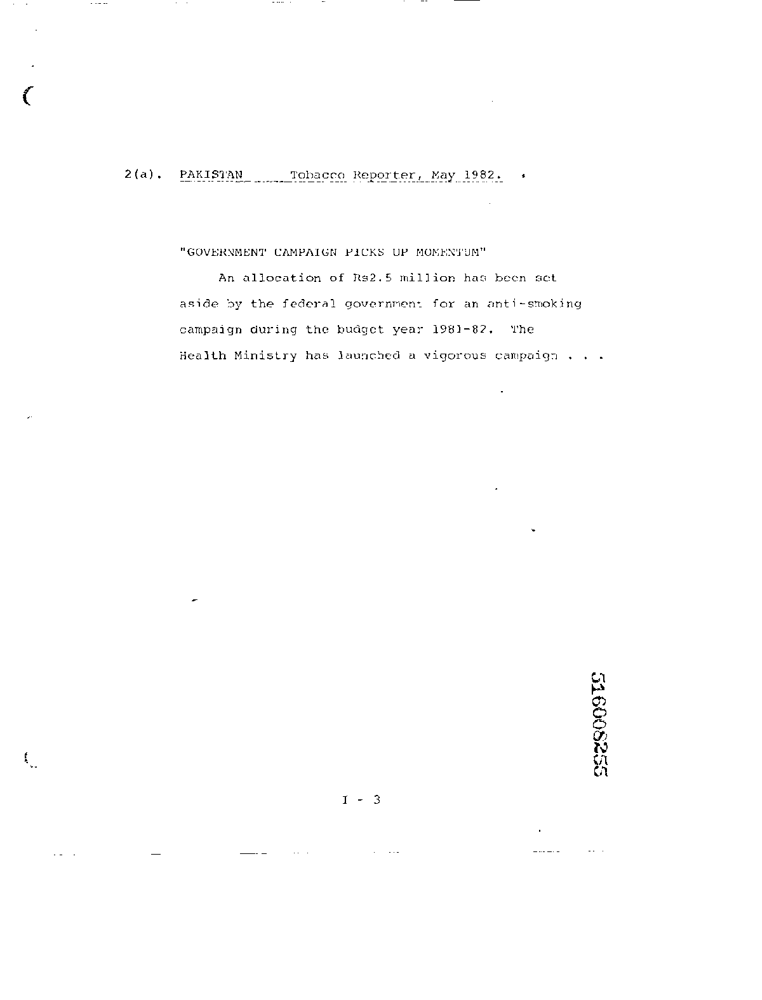 2(a). PAKISTAN Tobacco Reporter, May 1982.
"GOVERNMENT CAMPAIGN PICKS UP MOMENTUM"
An allocation of Rs2.5 million has been set
aside by the federal government for an anti-smoking
campaign during the budget year 1981-82. The
Health Ministry has launched a vigorous campaign . . .
516008255
I - 3